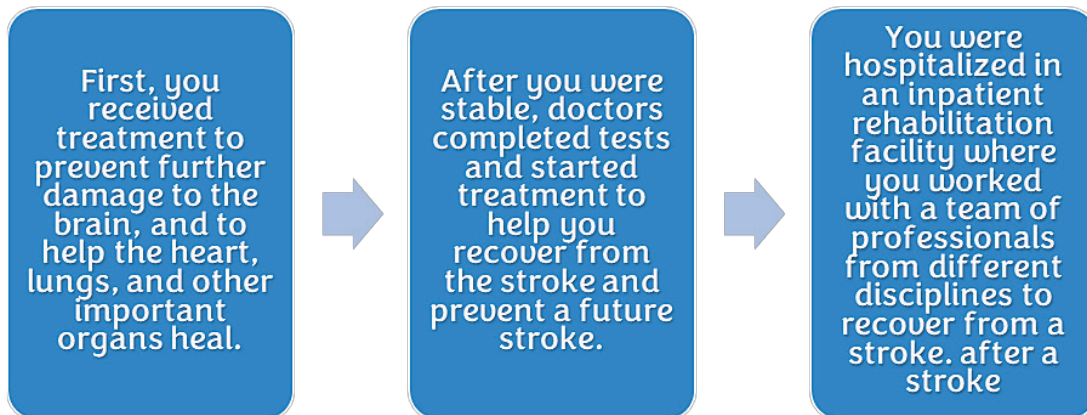 First, you
received
treatment to
prevent further
damage to the
brain, and to
help the heart,
lungs, and other
important
organs heal.
After you were
stable, doctors
completed tests
and started
treatment to
help you
recover from
the stroke and
prevent a future
stroke.
You were
hospitalized in
an inpatient
rehabilitation
facility where
you worked
with a team of
professionals
from different
disciplines to
recover from a
stroke. after a
stroke